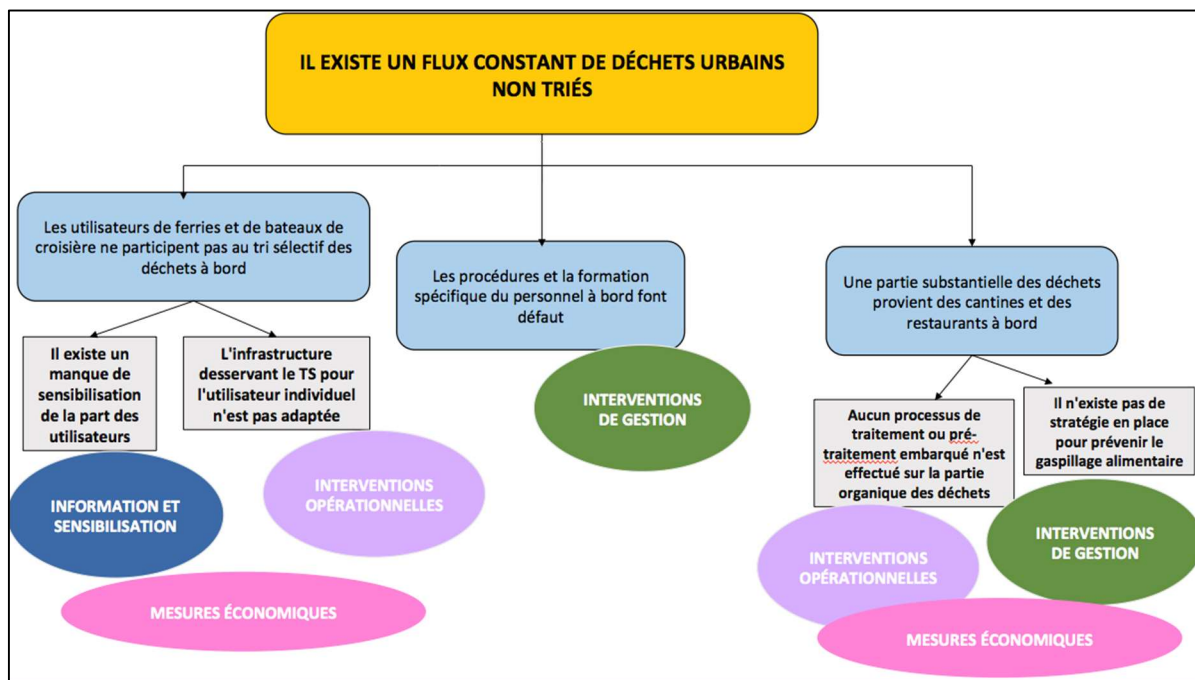 IL EXISTE UN FLUX CONSTANT DE DÉCHETS URBAINS
NON TRIÉS
Les utilisateurs de ferries et de bateaux de
croisière ne participent pas au tri sélectif des
déchets à bord
Les procédures et la formation
spécifique du personnel à bord font
défaut
Une partie substantielle des déchets
provient des cantines et des
restaurants à bord
Il existe un
manque de
sensibilisation
de la part des
utilisateurs
L'infrastructure
desservant le TS pour
l'utilisateur individuel
n'est pas adaptée
Aucun processus de
traitement ou pré-
traitement embarqué n'est
effectué sur la partie
organique des déchets
Il n'existe pas de
stratégie en place
pour prévenir le
gaspillage alimentaire
INFORMATION ET
SENSIBILISATION
INTERVENTIONS
OPÉRATIONNELLES
INTERVENTIONS
DE GESTION
INTERVENTIONS
OPÉRATIONNELLES
INTERVENTIONS
DE GESTION
MESURES ÉCONOMIQUES
MESURES ÉCONOMIQUES